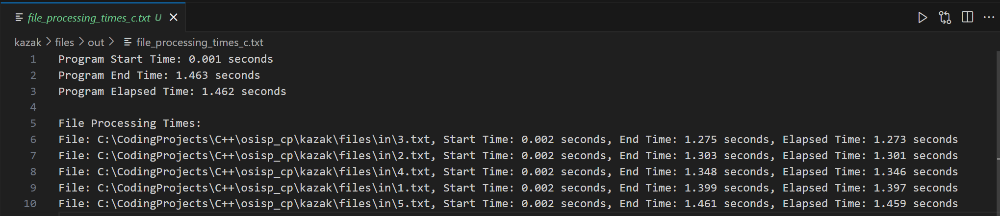 file_processing_times_c.txt U
kazak > files > out > file_processing_times_c.txt
1 Program Start Time: 0.001 seconds
2 Program End Time: 1.463 seconds
3 Program Elapsed Time: 1.462 seconds
4
5 File Processing Times:
6 File: C:\CodingProjects\C++\osisp_cp\kazak\files\in\3.txt, Start Time: 0.002 seconds, End Time: 1.275 seconds, Elapsed Time: 1.273 seconds
7 File: C:\CodingProjects\C++\osisp_cp\kazak\files\in\2.txt, Start Time: 0.002 seconds, End Time: 1.303 seconds, Elapsed Time: 1.301 seconds
8 File: C:\CodingProjects\C++\osisp_cp\kazak\files\in\4.txt, Start Time: 0.002 seconds, End Time: 1.348 seconds, Elapsed Time: 1.346 seconds
9 File: C:\CodingProjects\C++\osisp_cp\kazak\files\in\1.txt, Start Time: 0.002 seconds, End Time: 1.399 seconds, Elapsed Time: 1.397 seconds
10 File: C:\CodingProjects\C++\osisp_cp\kazak\files\in\5.txt, Start Time: 0.002 seconds, End Time: 1.461 seconds, Elapsed Time: 1.459 seconds